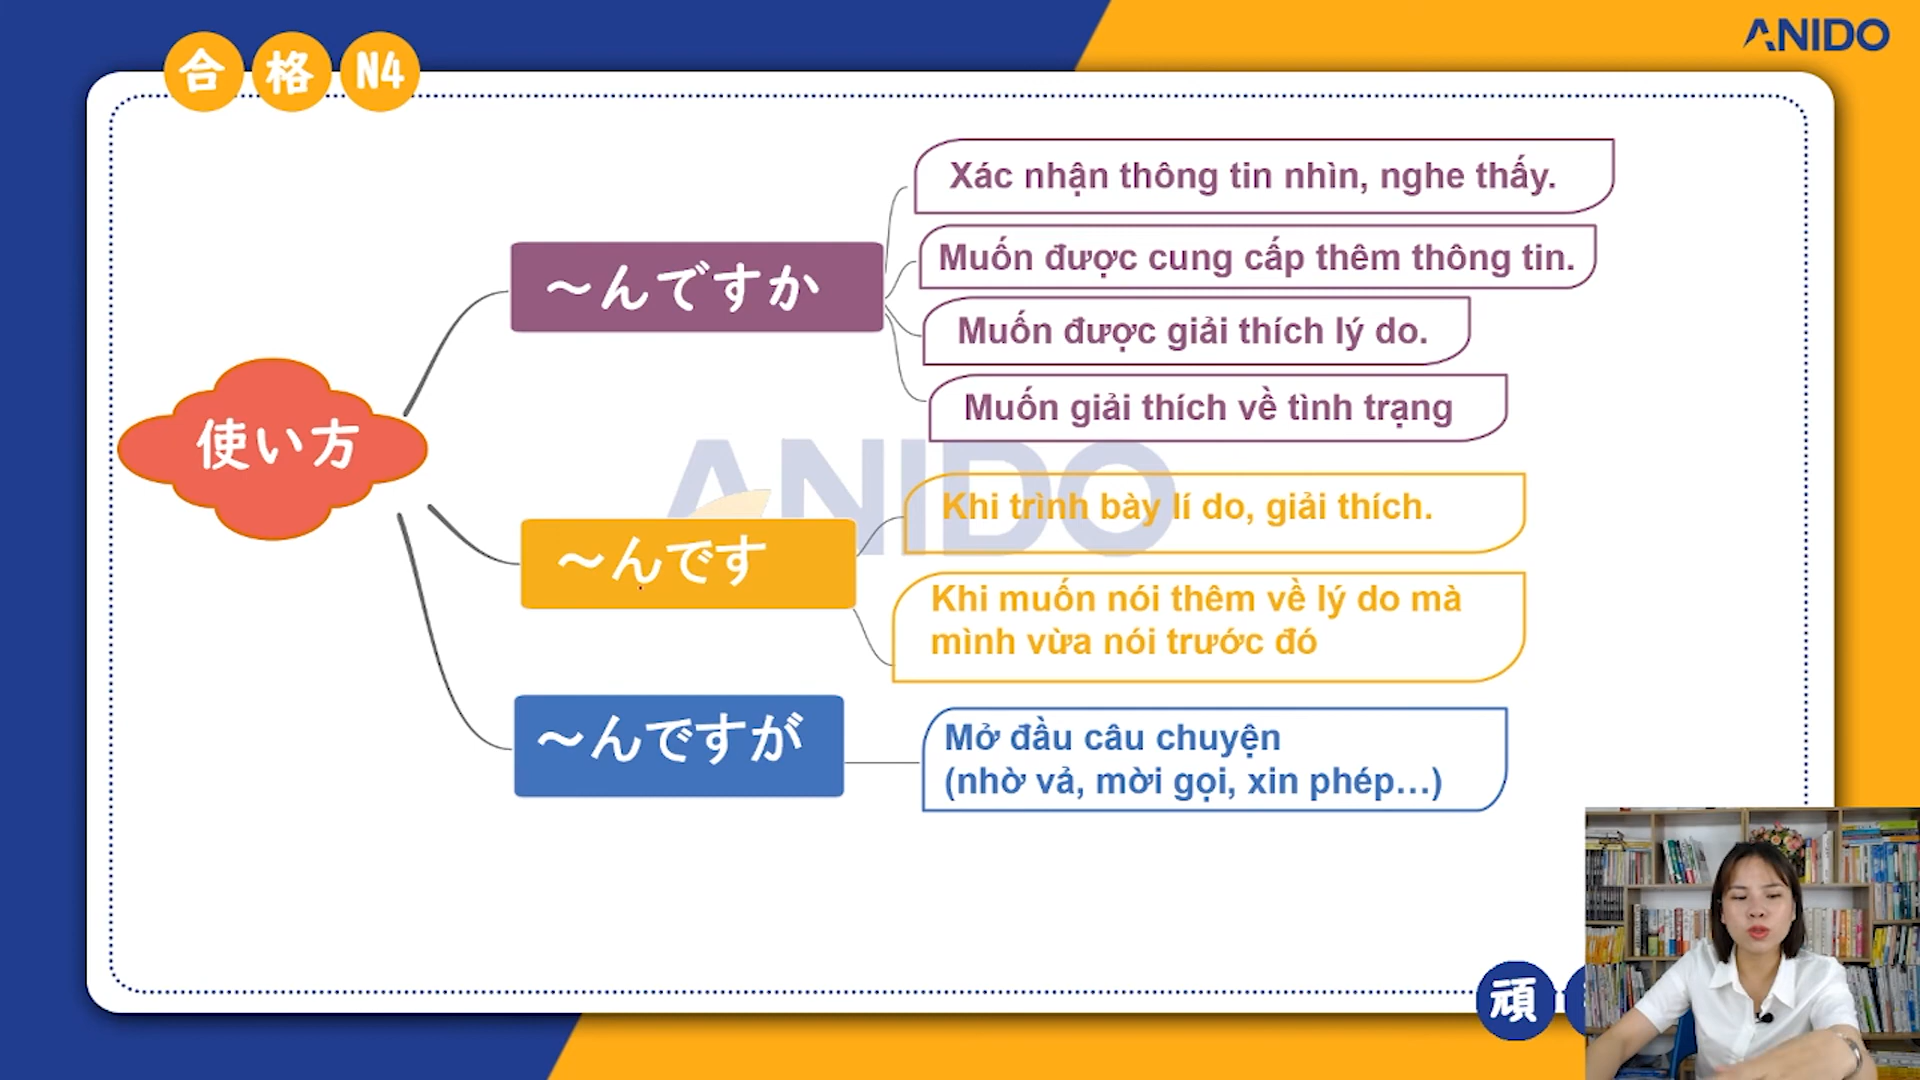 ANIDO
合格N4
使い方
～んですか
Xác nhận thông tin nhìn, nghe thấy.
Muốn được cung cấp thêm thông tin.
Muốn được giải thích lý do.
Muốn giải thích về tình trạng
ANIDO
～んです
Khi trình bày lí do, giải thích.
Khi muốn nói thêm về lý do mà
mình vừa nói trước đó
～んですが
Mở đầu câu chuyện
(nhờ vả, mời gọi, xin phép...)
頑